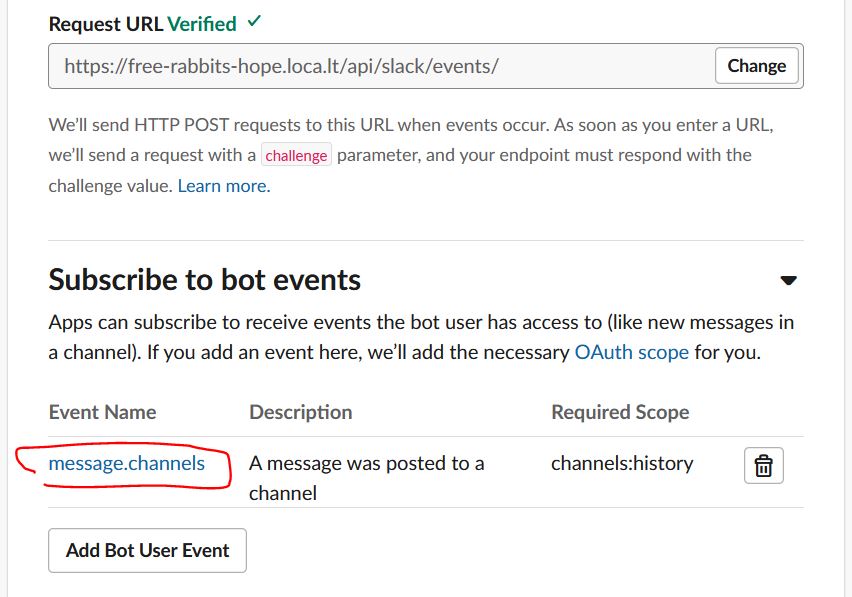 Request URL Verified ✓
https://free-rabbits-hope.loca.lt/api/slack/events/ Change
We’ll send HTTP POST requests to this URL when events occur. As soon as you enter a URL,
we’ll send a request with a challenge parameter, and your endpoint must respond with the
challenge value. Learn more.
Subscribe to bot events
Apps can subscribe to receive events the bot user has access to (like new messages in
a channel). If you add an event here, we’ll add the necessary OAuth scope for you.
Event Name Description Required Scope
message.channels A message was posted to a channels:history
channel
Add Bot User Event